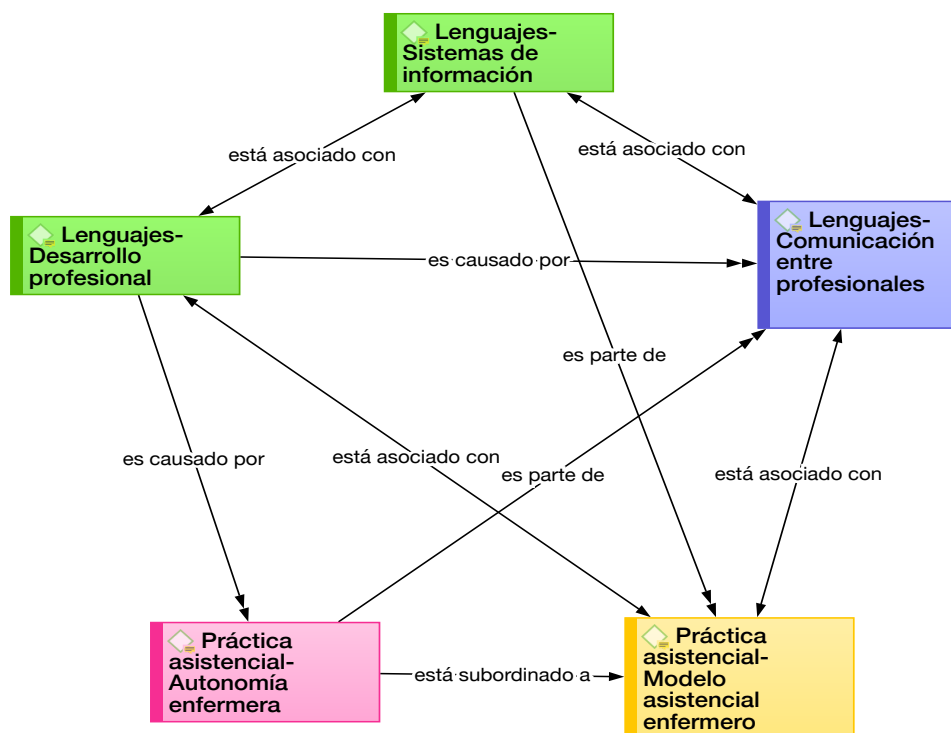 Lenguajes-
Sistemas de
información
está asociado con
está asociado con
Lenguajes-
Desarrollo
profesional
Lenguajes-
Comunicación
entre
profesionales
es causado por
es parte de
es causado por
está asociado con
es parte de
está asociado con
Práctica
asistencial-
Autonomía
enfermera
está subordinado a
Práctica
asistencial-
Modelo
asistencial
enfermero